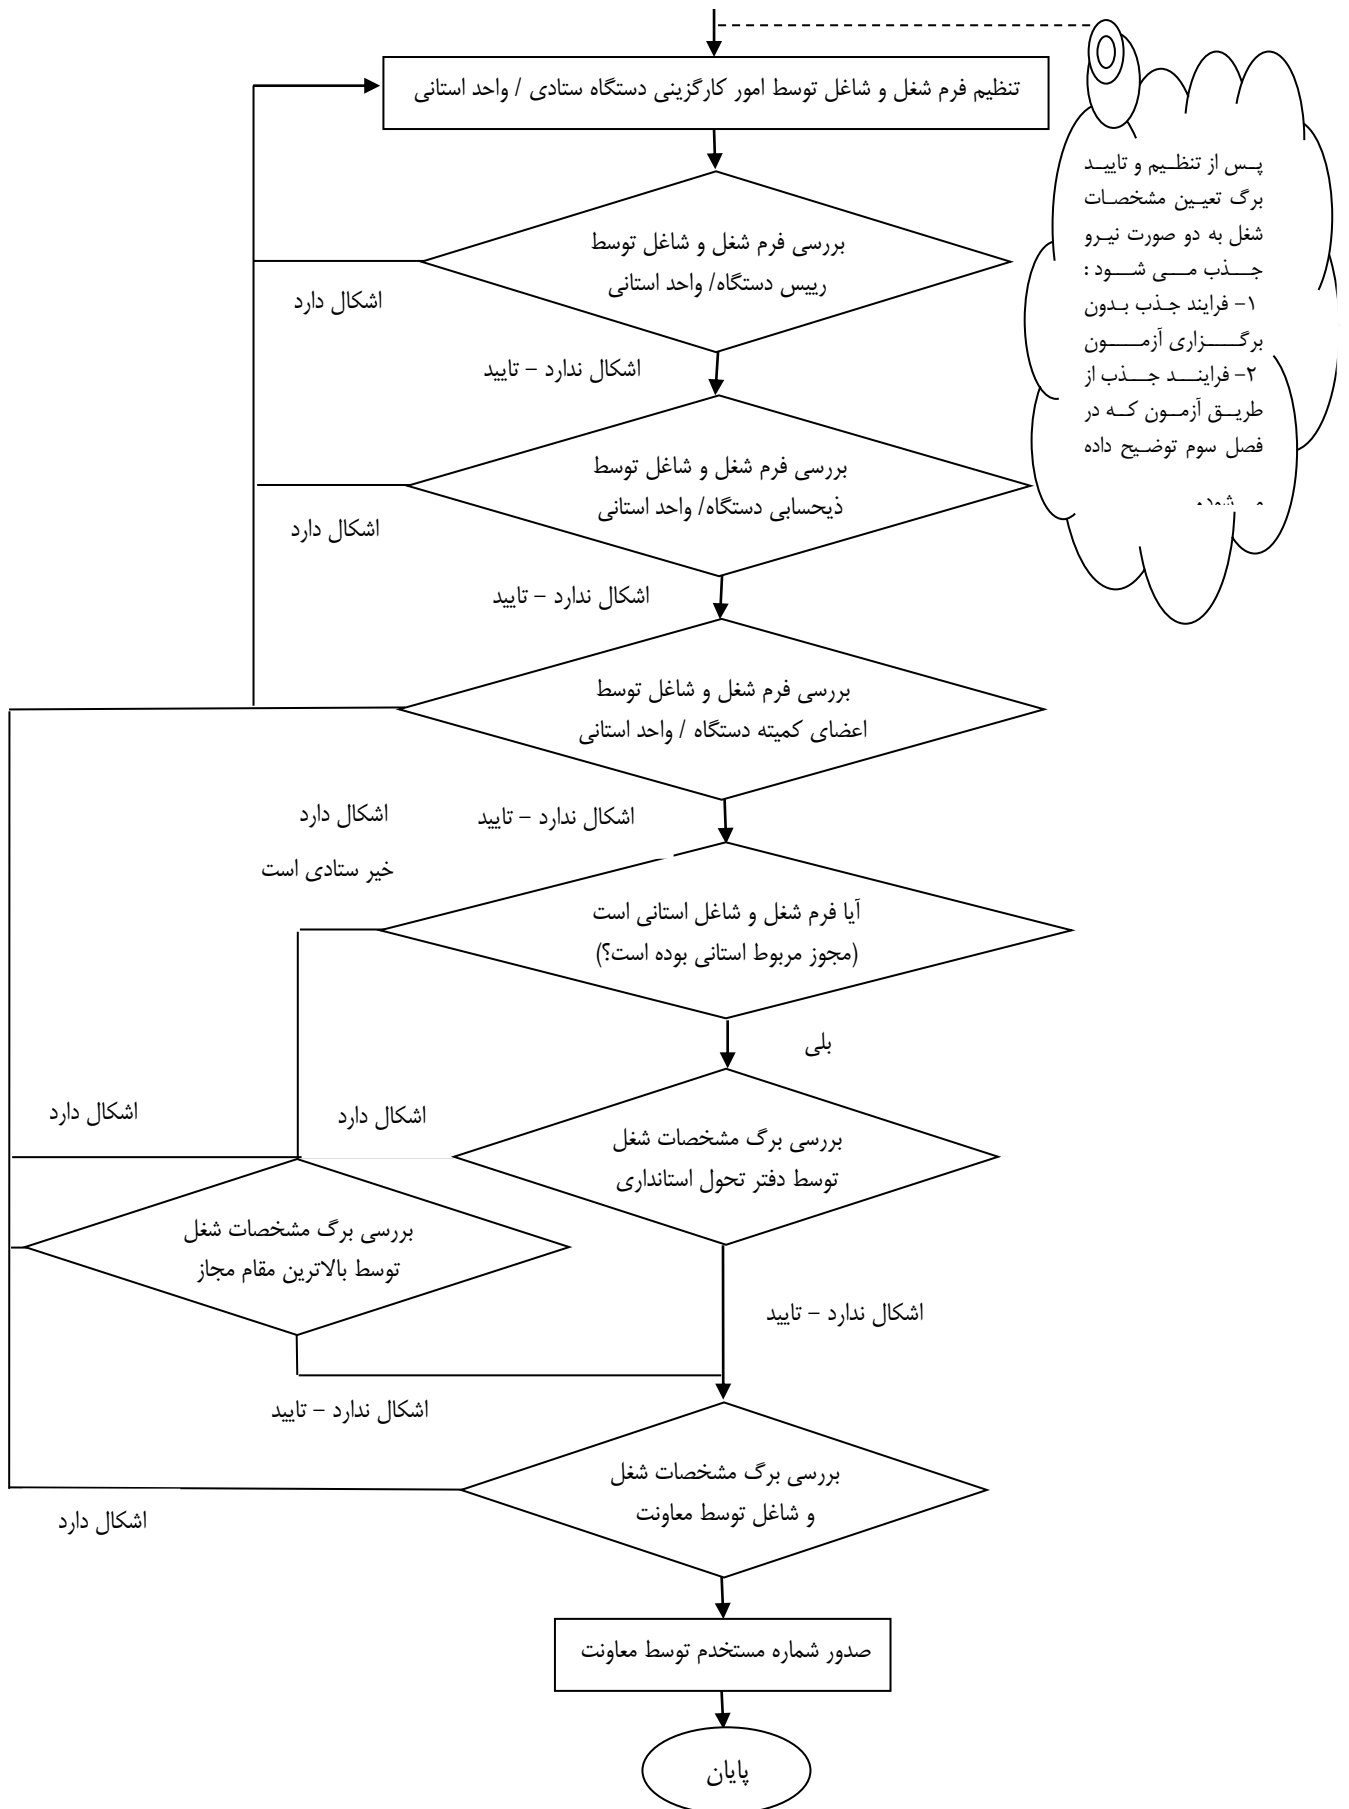 تنظیم فرم شغل و شاغل توسط امور کارگزینی دستگاه ستادی / واحد استانی
پس از تنظیم و تایید
برگ تعیین مشخصات
شغل به دو صورت نیرو
جذب می شود :
۱- فرایند جذب بدون
برگزاری آزمون
۲- فرایند جذب از
طریق آزمون که در
فصل سوم توضیح داده
بررسی فرم شغل و شاغل توسط
رییس دستگاه/ واحد استانی
اشکال دارد
اشکال ندارد – تایید
بررسی فرم شغل و شاغل توسط
ذیحسابی دستگاه/ واحد استانی
اشکال دارد
اشکال ندارد – تایید
بررسی فرم شغل و شاغل توسط
اعضای کمیته دستگاه / واحد استانی
اشکال ندارد – تایید
اشکال دارد
خیر ستادی است
آیا فرم شغل و شاغل استانی است
(مجوز مربوط استانی بوده است؟)
بلی
اشکال دارد
اشکال دارد
بررسی برگ مشخصات شغل
توسط دفتر تحول استانداری
بررسی برگ مشخصات شغل
توسط بالاترین مقام مجاز
اشکال ندارد – تایید
اشکال ندارد – تایید
بررسی برگ مشخصات شغل
و شاغل توسط معاونت
اشکال دارد
صدور شماره مستخدم توسط معاونت
پایان